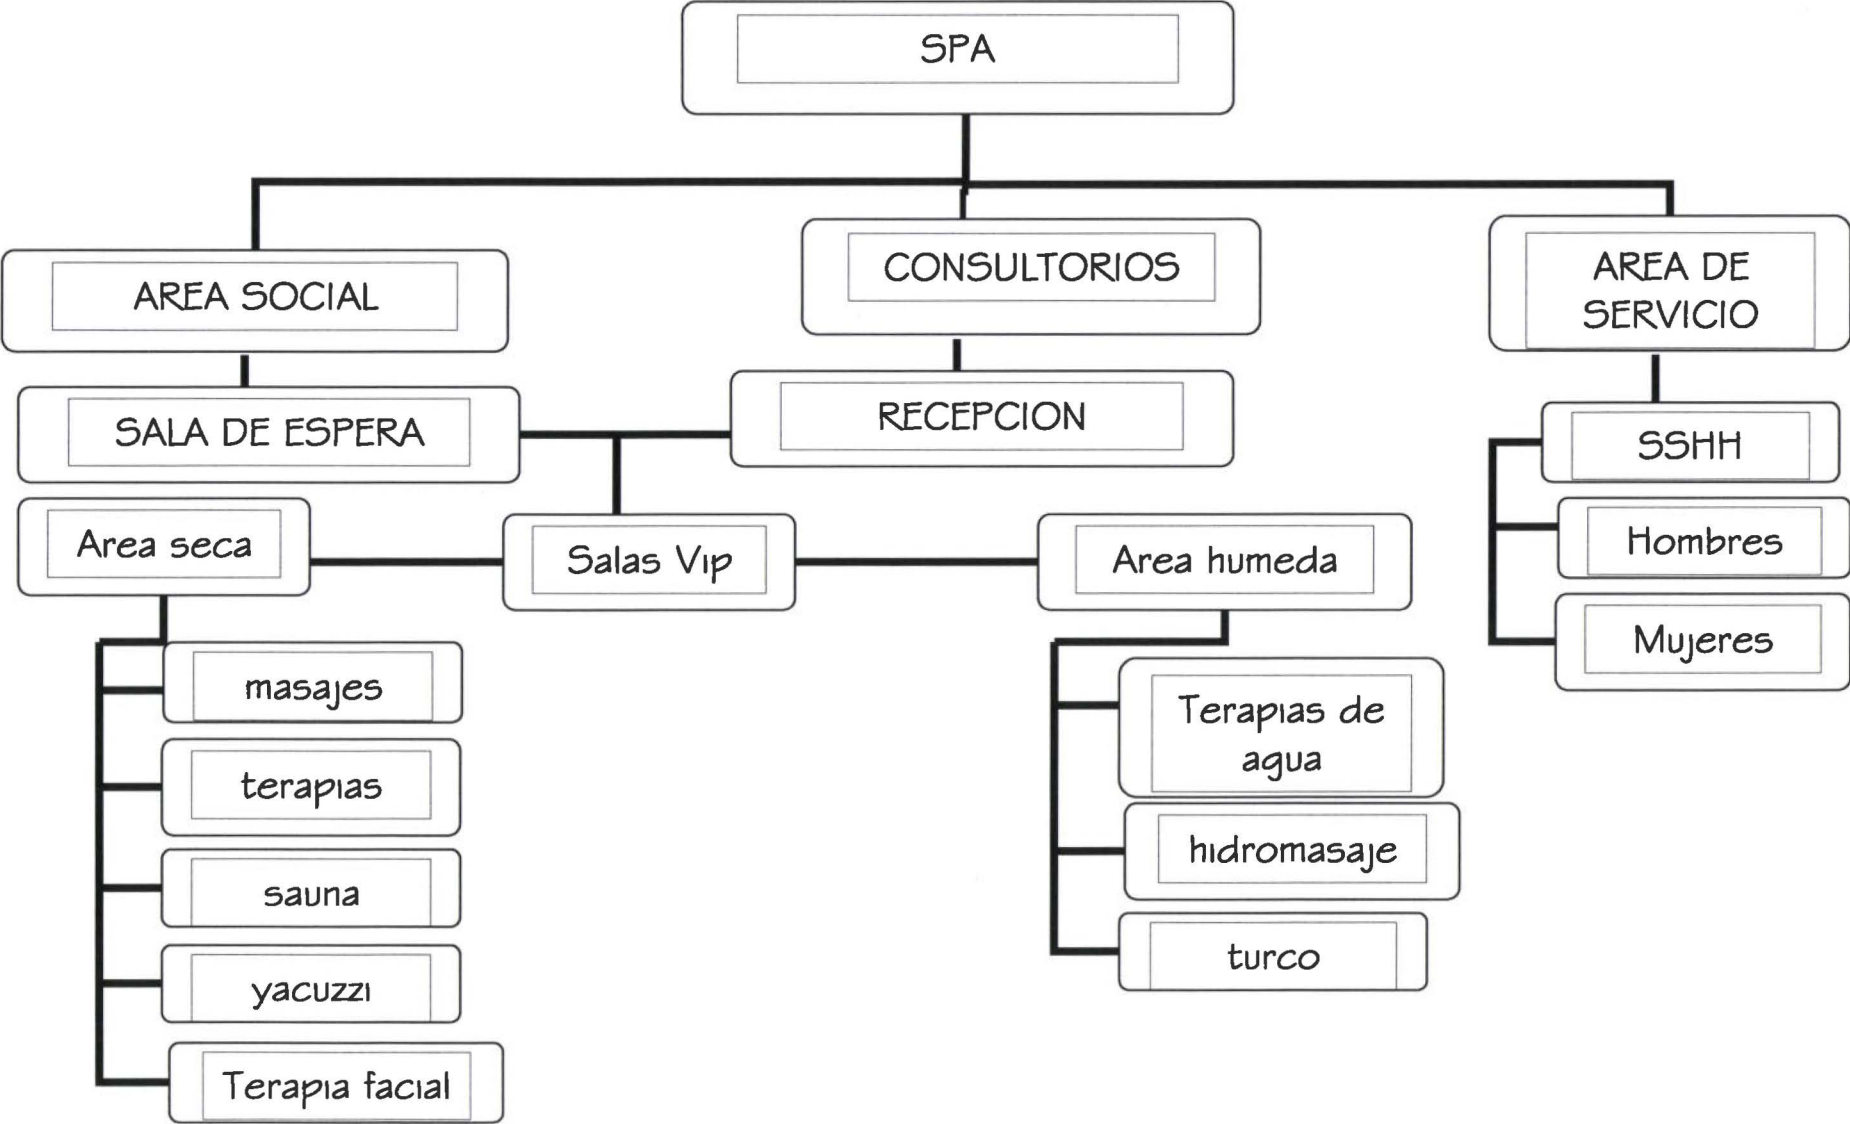 SPA
AREA SOCIAL
CONSULTORIOS
AREA DE
SERVICIO
SALA DE ESPERA
RECEPCION
SSHH
Hombres
Mujeres
Area seca
Salas Vip
Area humeda
masajes
terapias
sauna
yacuzzi
Terapia facial
Terapias de
agua
hidromasaje
turco